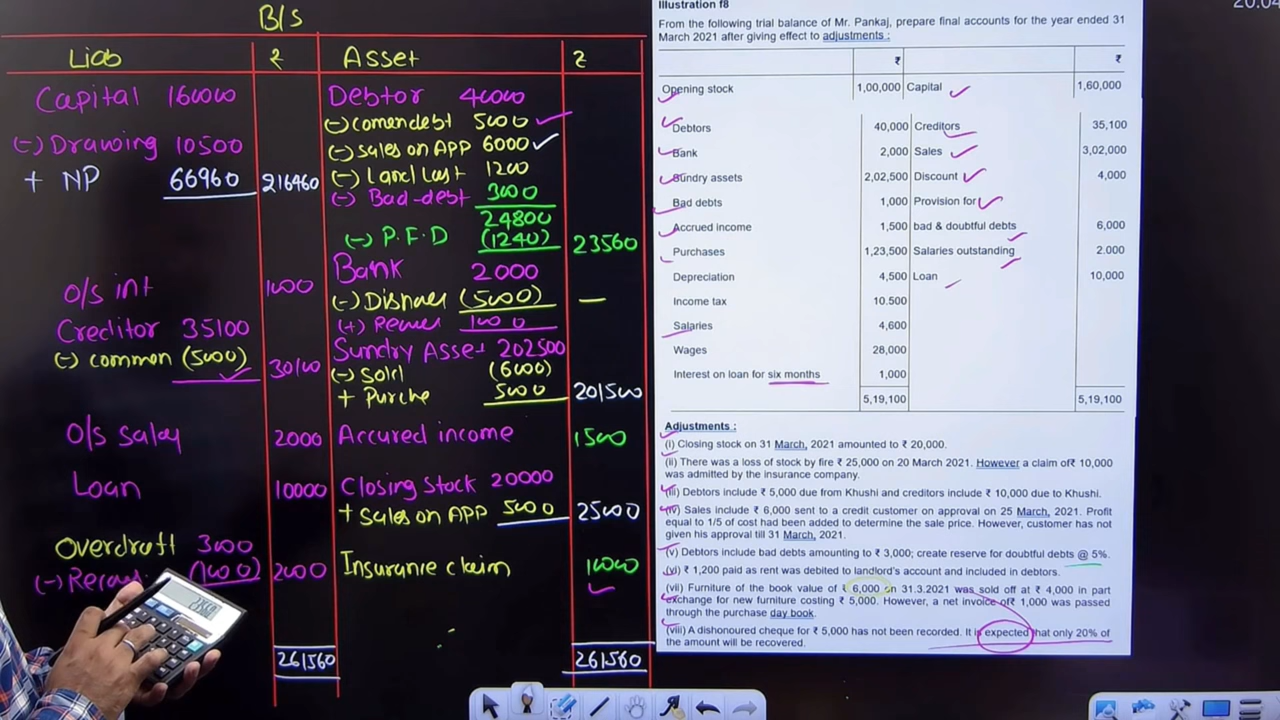 B/S
Liab ₹ Asset ₹
Capital 160000
(-) Drawing 10500
+ NP 66960 216460
O/s int 1000
Creditor 35100
(-) common (5000) 30100
O/s salay 2000
Loan 10000
Overdraft 3000
(-) (1000) 2000
261560
Debtor 40000
(-) comendebt 5000
(-) Sales on APP 6000
(-) Land Lost 1200
(-) Bad-debt 3000
24800
(-) P.F.D (1240) 23560
Bank 2000
(-) Dishner (5000) —
(+) Recuver 1000
Sundry Asset 202500
(-) Sold (6000)
+ Purche 5000 201500
Accured income 1500
Closing Stock 20000
+ Sales on APP 5000 25000
Insuranie claim 10000
261560
20:04
Illustration f8
From the following trial balance of Mr. Pankaj, prepare final accounts for the year ended 31
March 2021 after giving effect to adjustments :
₹ ₹
Opening stock 1,00,000 Capital 1,60,000
Debtors 40,000 Creditors 35,100
Bank 2,000 Sales 3,02,000
Sundry assets 2,02,500 Discount 4,000
Bad debts 1,000 Provision for
Accrued income 1,500 bad & doubtful debts 6,000
Purchases 1,23,500 Salaries outstanding 2.000
Depreciation 4,500 Loan 10,000
Income tax 10.500
Salaries 4,600
Wages 28,000
Interest on loan for six months 1,000
5,19,100 5,19,100
Adjustments :
(i) Closing stock on 31 March, 2021 amounted to ₹ 20,000.
(ii) There was a loss of stock by fire ₹ 25,000 on 20 March 2021. However a claim of₹ 10,000
was admitted by the insurance company.
(iii) Debtors include ₹ 5,000 due from Khushi and creditors include ₹ 10,000 due to Khushi.
(iv) Sales include ₹ 6,000 sent to a credit customer on approval on 25 March, 2021. Profit
equal to 1/5 of cost had been added to determine the sale price. However, customer has not
given his approval till 31 March, 2021.
(v) Debtors include bad debts amounting to ₹ 3,000; create reserve for doubtful debts @ 5%.
(vi) ₹ 1,200 paid as rent was debited to landlord's account and included in debtors.
(vii) Furniture of the book value of ₹ 6,000 on 31.3.2021 was sold off at ₹ 4,000 in part
exchange for new furniture costing ₹ 5,000. However, a net invoice of₹ 1,000 was passed
through the purchase day book.
(viii) A dishonoured cheque for ₹ 5,000 has not been recorded. It is expected that only 20% of
the amount will be recovered.